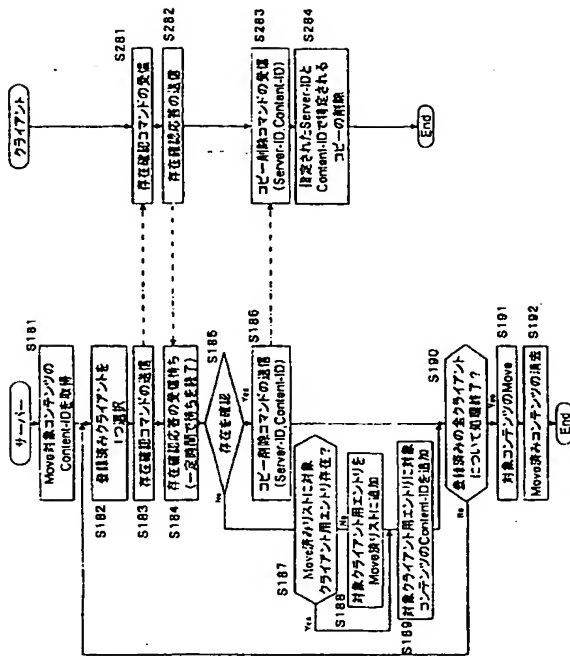 サーバー
S181
Move対象コンテンツの
Content-IDを取得
S182
登録済みクライアントを
1つ選択
S183
存在確認コマンドの送信
S184
存在確認応答の受信待ち
(一定時間で待ちを終了)
S185
存在を確認
Yes
No
S186
コピー削除コマンドの送信
(Server-ID,Content-ID)
S187
Move済みリストに対象
クライアント用エントリ存在?
Yes
No
S188
対象クライアント用エントリを
Move済リストに追加
S189
対象クライアント用エントリに対象
コンテンツのContent-IDを追加
S190
登録済みの全クライアント
について処理終了?
No
Yes
S191
対象コンテンツのMove
S192
Move済みコンテンツの消去
End
クライアント
S281
存在確認コマンドの受信
S282
存在確認応答の送信
S283
コピー削除コマンドの受信
(Server-ID,Content-ID)
S284
指定されたServer-IDと
Content-IDで特定される
コピーの削除
End